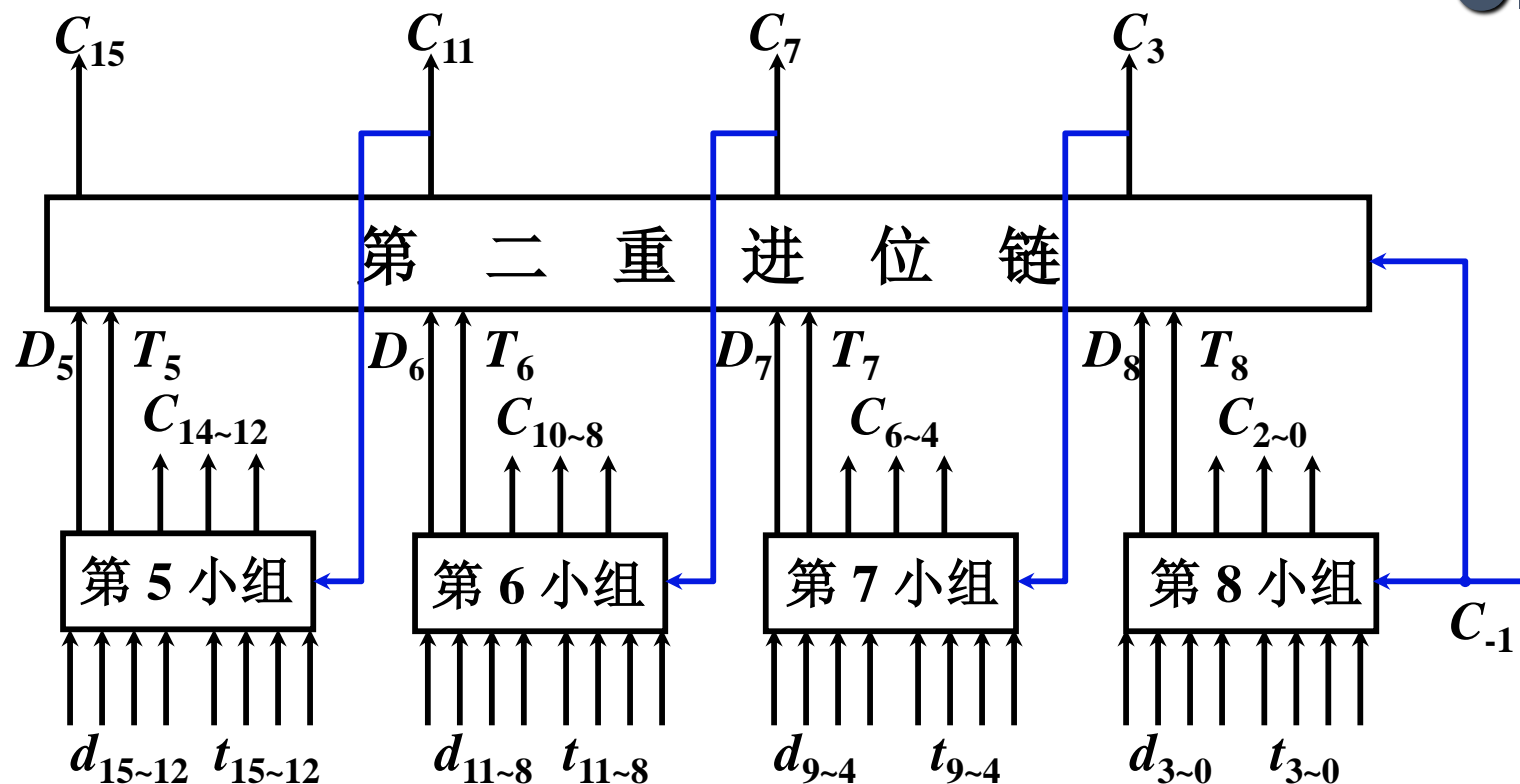 C₁₅ C₁₁ C₇ C₃
第 二 重 进 位 链
D₅ T₅ D₆ T₆ D₇ T₇ D₈ T₈
C₁₄~₁₂ C₁₀~₈ C₆~₄ C₂~₀
第 5 小组 第 6 小组 第 7 小组 第 8 小组
C₋₁
d₁₅~₁₂ t₁₅~₁₂ d₁₁~₈ t₁₁~₈ d₉~₄ t₉~₄ d₃~₀ t₃~₀